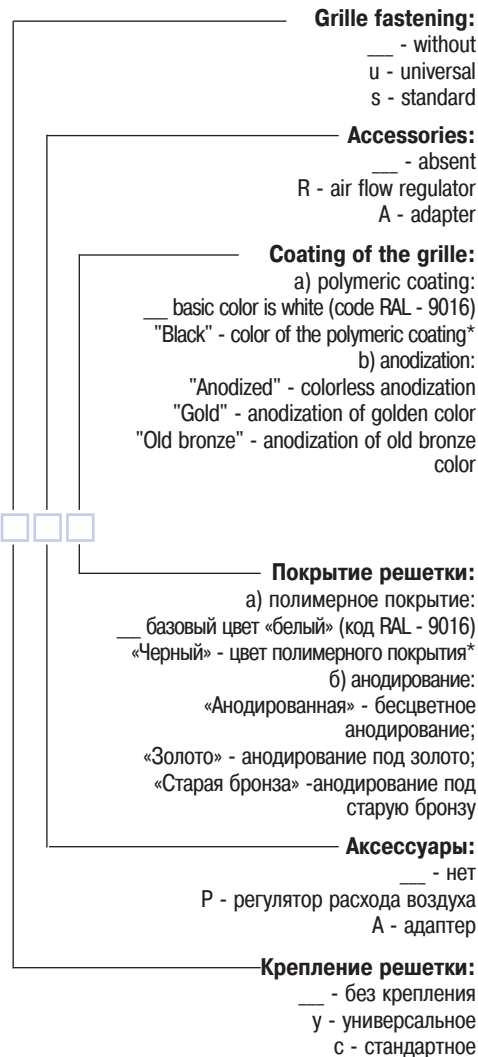 Grille fastening:
___ - without
u - universal
s - standard
Accessories:
___ - absent
R - air flow regulator
A - adapter
Coating of the grille:
a) polymeric coating:
__ basic color is white (code RAL - 9016)
"Black" - color of the polymeric coating*
b) anodization:
"Anodized" - colorless anodization
"Gold" - anodization of golden color
"Old bronze" - anodization of old bronze
color
Покрытие решетки:
а) полимерное покрытие:
__ базовый цвет «белый» (код RAL - 9016)
«Черный» - цвет полимерного покрытия*
б) анодирование:
«Анодированная» - бесцветное
анодирование;
«Золото» - анодирование под золото;
«Старая бронза» -анодирование под
старую бронзу
Аксессуары:
___ - нет
Р - регулятор расхода воздуха
А - адаптер
Крепление решетки:
___ - без крепления
у - универсальное
с - стандартное